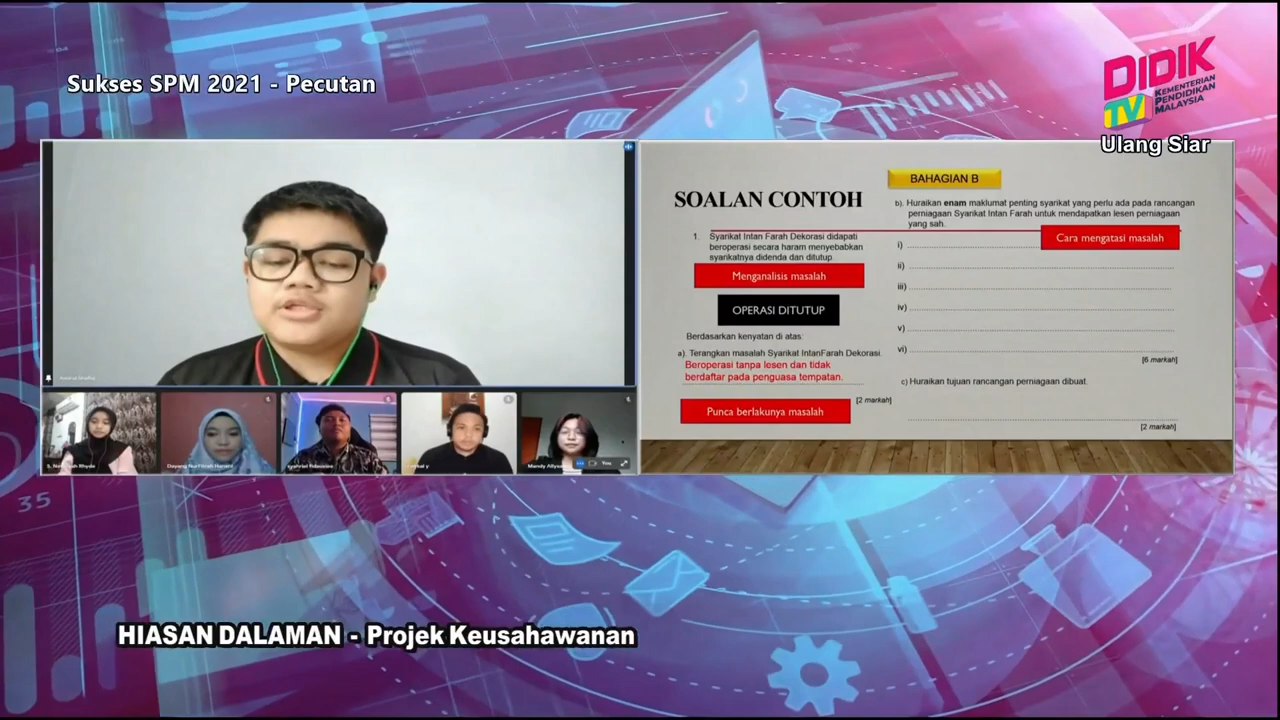 Sukses SPM 2021 - Pecutan
DIDIK
TV
KEMENTERIAN
PENDIDIKAN
MALAYSIA
Ulang Siar
BAHAGIAN B
SOALAN CONTOH
1. Syarikat Intan Farah Dekorasi didapati
beroperasi secara haram menyebabkan
syarikatnya didenda dan ditutup.
Menganalisis masalah
OPERASI DITUTUP
Berdasarkan kenyatan di atas:
a). Terangkan masalah Syarikat IntanFarah Dekorasi.
Beroperasi tanpa lesen dan tidak
berdaftar pada penguasa tempatan.
[2 markah]
Punca berlakunya masalah
b). Huraikan enam maklumat penting syarikat yang perlu ada pada rancangan
perniagaan Syarikat Intan Farah untuk mendapatkan lesen perniagaan
yang sah.
Cara mengatasi masalah
i)
ii)
iii)
iv)
v)
vi)
[6 markah]
c) Huraikan tujuan rancangan perniagaan dibuat.
[2 markah]
Dayang Nur
Mandy Allyson
You
HIASAN DALAMAN - Projek Keusahawanan
35